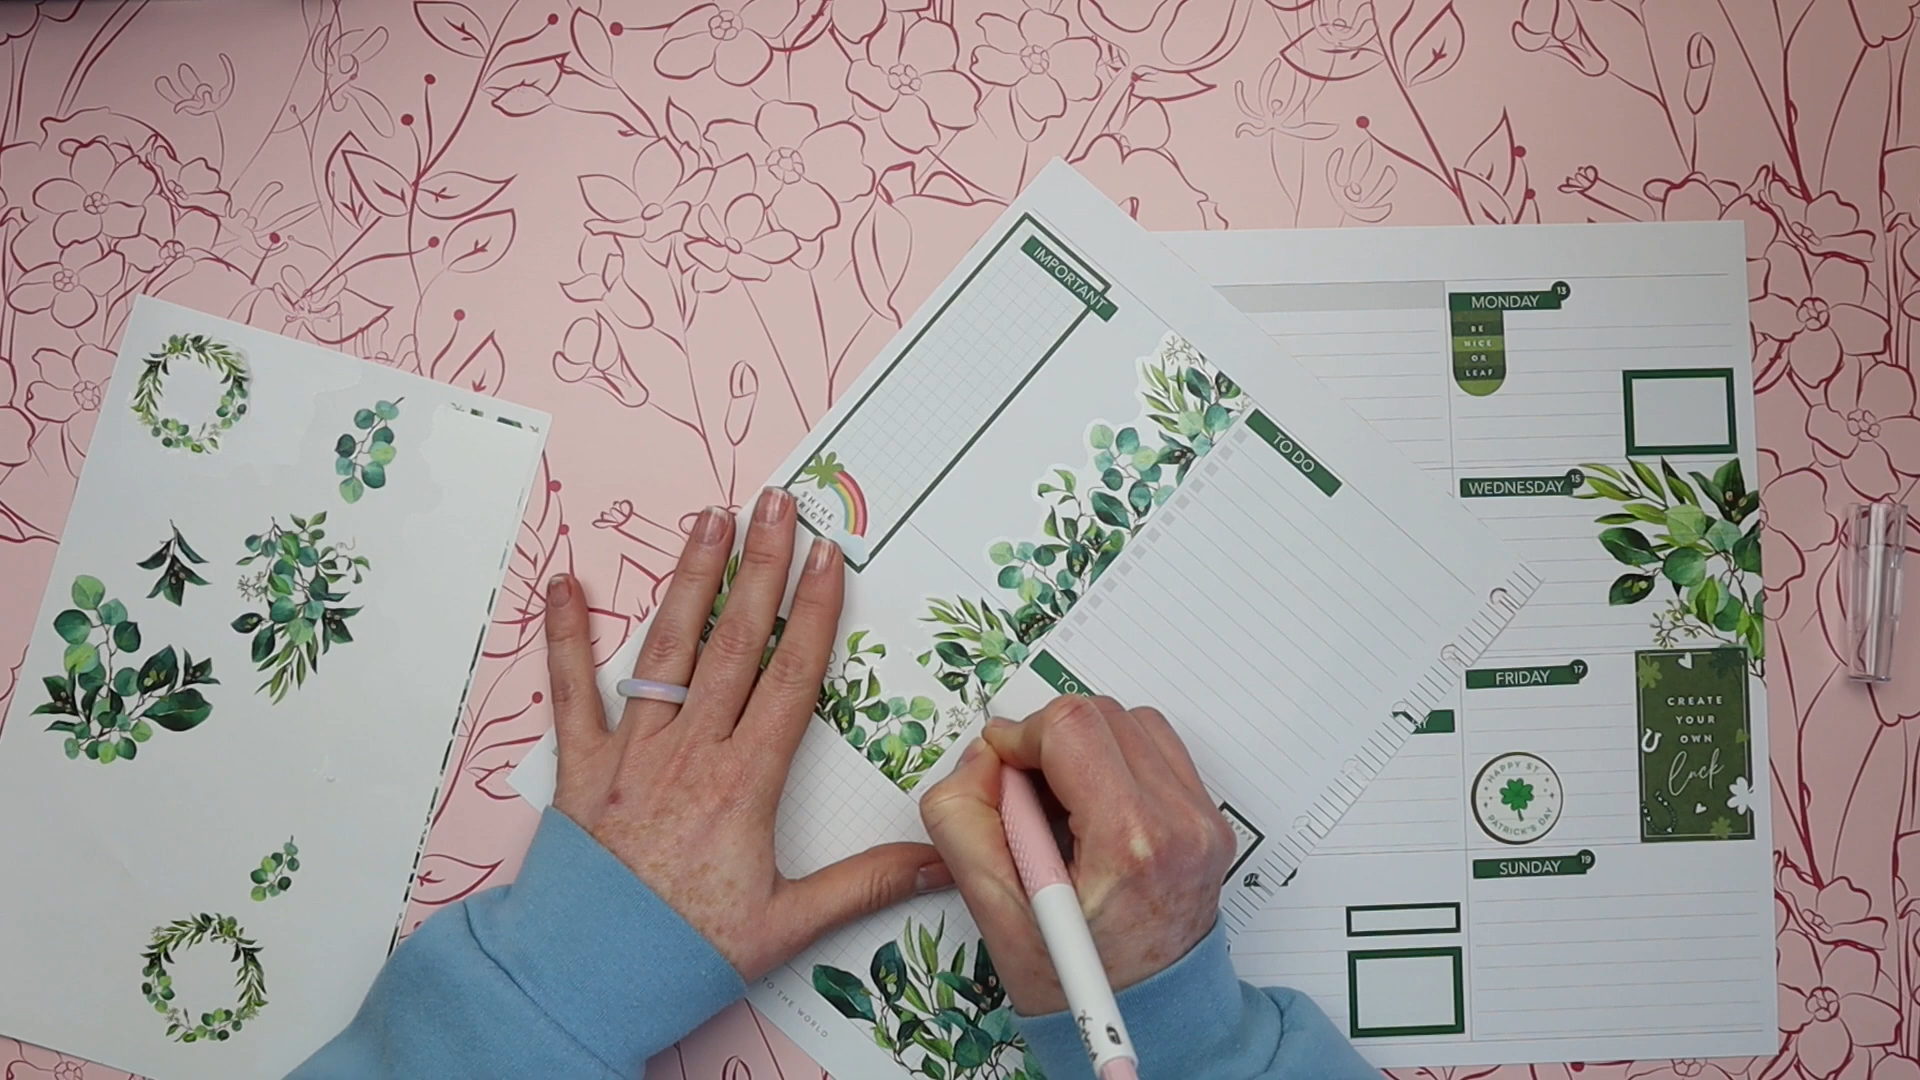 IMPORTANT
SHINE
BRIGHT
TO DO
TO THE WORLD
HAPPY
MONDAY 13
BE
NICE
OR
LEAF
WEDNESDAY 15
FRIDAY 17
CREATE
YOUR
OWN
Luck
HAPPY ST.
PATRICK'S DAY
SUNDAY 19